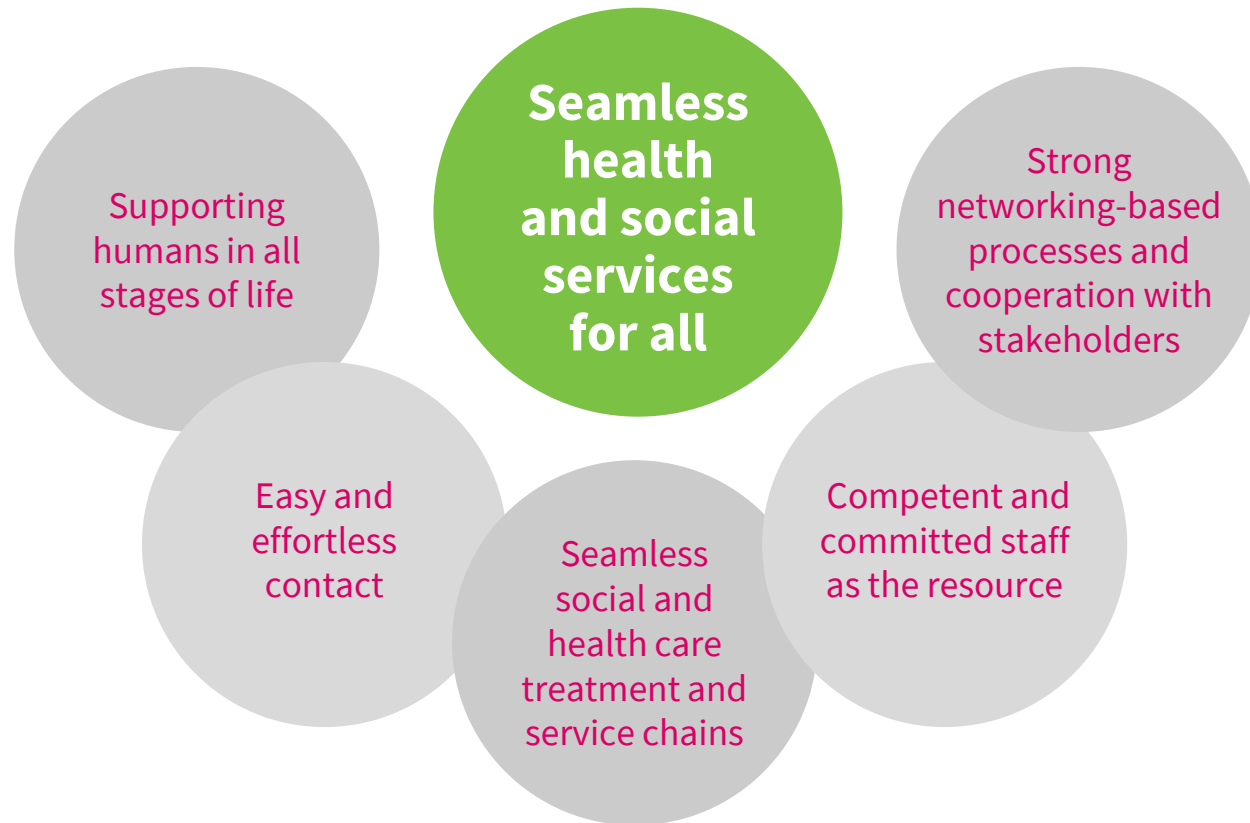 Seamless
health
and social
services
for all
Supporting
humans in all
stages of life
Easy and
effortless
contact
Seamless
social and
health care
treatment and
service chains
Competent and
committed staff
as the resource
Strong
networking-based
processes and
cooperation with
stakeholders